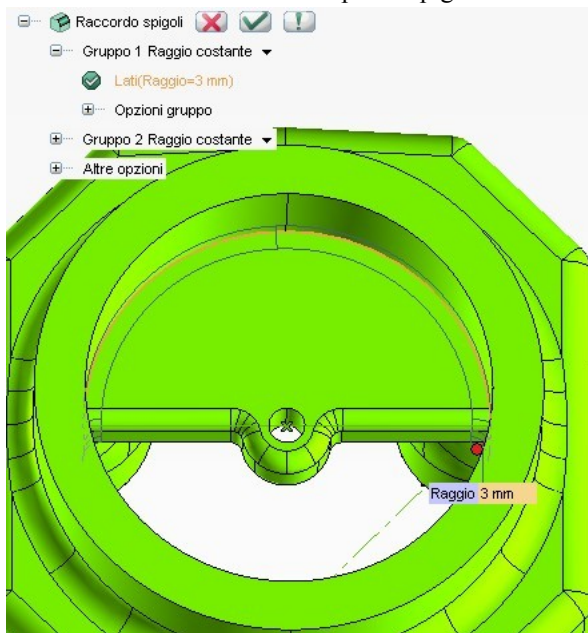 Raccordo spigoli
Gruppo 1 Raggio costante
Lati(Raggio=3 mm)
Opzioni gruppo
Gruppo 2 Raggio costante
Altre opzioni
Raggio 3 mm